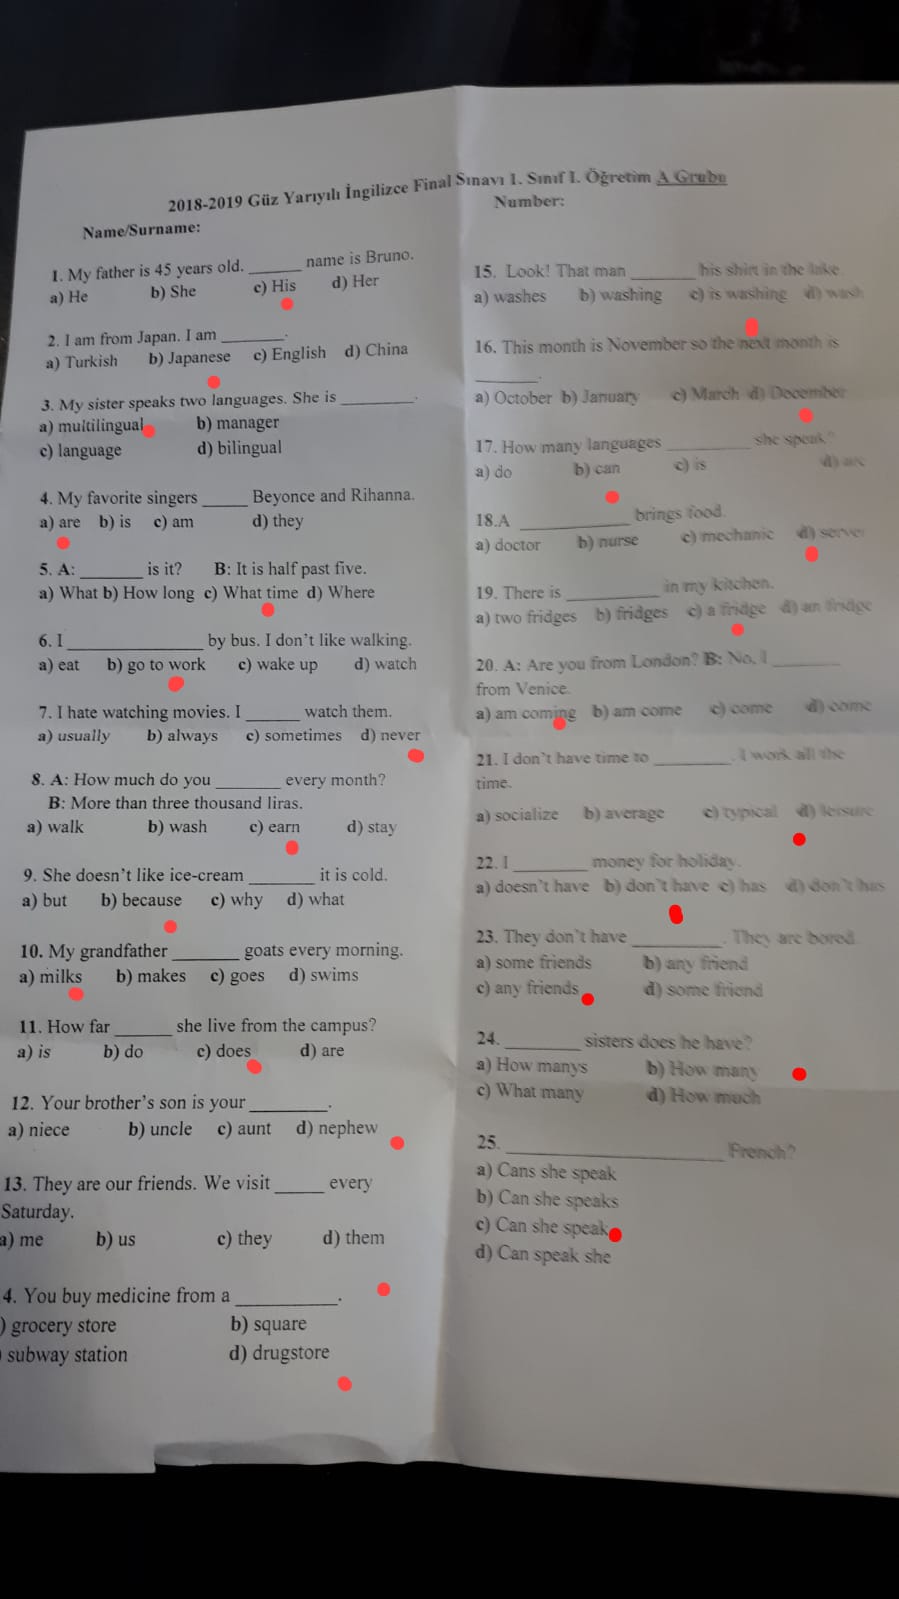 2018-2019 Güz Yarıyılı İngilizce Final Sınavı 1. Sınıf I. Öğretim A Grubu
Name/Surname:
Number:
1. My father is 45 years old. ______ name is Bruno.
a) He b) She c) His d) Her
2. I am from Japan. I am ________.
a) Turkish b) Japanese c) English d) China
3. My sister speaks two languages. She is _________.
a) multilingual b) manager
c) language d) bilingual
4. My favorite singers _____ Beyonce and Rihanna.
a) are b) is c) am d) they
5. A: _______ is it? B: It is half past five.
a) What b) How long c) What time d) Where
6. I _______________ by bus. I don't like walking.
a) eat b) go to work c) wake up d) watch
7. I hate watching movies. I ______ watch them.
a) usually b) always c) sometimes d) never
8. A: How much do you _______ every month?
B: More than three thousand liras.
a) walk b) wash c) earn d) stay
9. She doesn't like ice-cream _______ it is cold.
a) but b) because c) why d) what
10. My grandfather _______ goats every morning.
a) milks b) makes c) goes d) swims
11. How far ______ she live from the campus?
a) is b) do c) does d) are
12. Your brother's son is your ________.
a) niece b) uncle c) aunt d) nephew
13. They are our friends. We visit _____ every
Saturday.
a) me b) us c) they d) them
4. You buy medicine from a __________.
) grocery store b) square
) subway station d) drugstore
15. Look! That man _______ his shirt in the lake.
a) washes b) washing c) is washing d) wash
16. This month is November so the next month is
_______.
a) October b) January c) March d) December
17. How many languages _________ she speak?
a) do b) can c) is d) are
18.A ____________ brings food.
a) doctor b) nurse c) mechanic d) server
19. There is __________ in my kitchen.
a) two fridges b) fridges c) a fridge d) an fridge
20. A: Are you from London? B: No, I _______
from Venice.
a) am coming b) am come c) come d) come
21. I don't have time to ________. I work all the
time.
a) socialize b) average c) typical d) leisure
22. I ________ money for holiday.
a) doesn't have b) don't have c) has d) don't has
23. They don't have _________. They are bored.
a) some friends b) any friend
c) any friends d) some friend
24. ________ sisters does he have?
a) How manys b) How many
c) What many d) How much
25. ______________________ French?
a) Cans she speak
b) Can she speaks
c) Can she speak
d) Can speak she